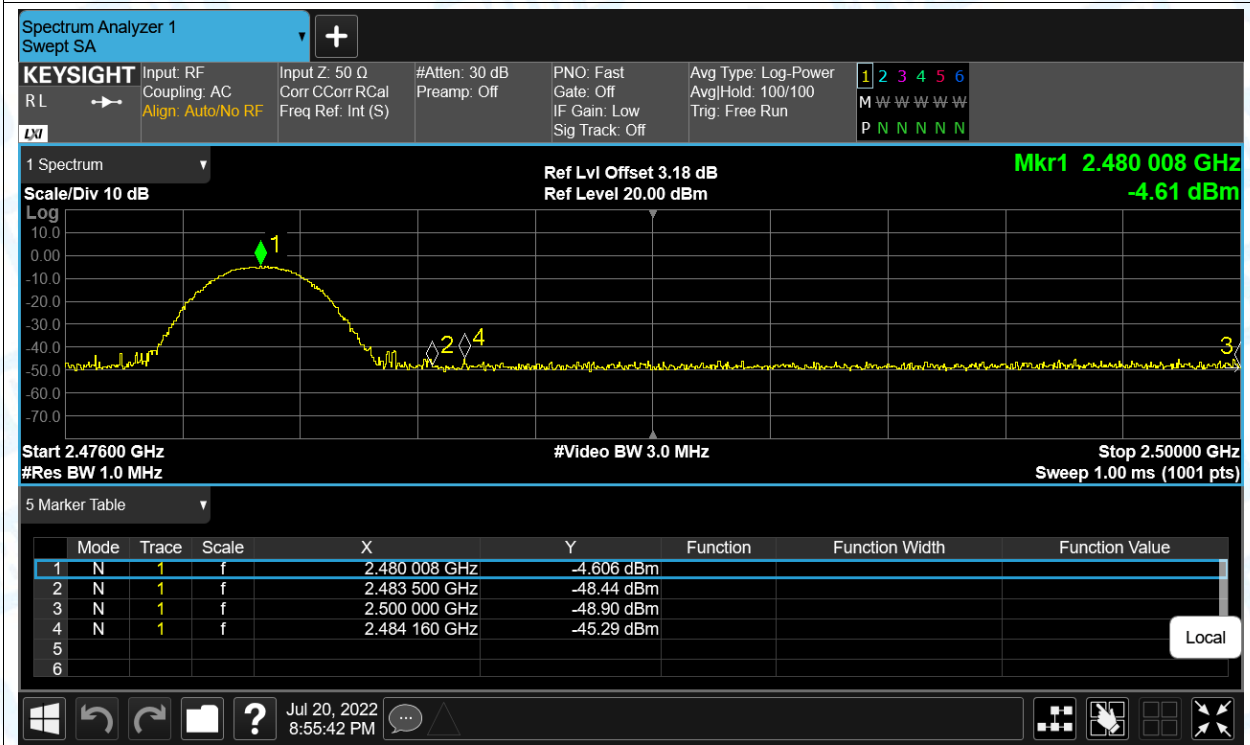 Spectrum Analyzer 1
Swept SA
KEYSIGHT
R L
LXI
Input: RF
Coupling: AC
Align: Auto/No RF
Input Z: 50 Ω
Corr CCorr RCal
Freq Ref: Int (S)
#Atten: 30 dB
Preamp: Off
PNO: Fast
Gate: Off
IF Gain: Low
Sig Track: Off
Avg Type: Log-Power
Avg|Hold: 100/100
Trig: Free Run
1 2 3 4 5 6
M W W W W W
P N N N N N
1 Spectrum
Scale/Div 10 dB
Ref Lvl Offset 3.18 dB
Ref Level 20.00 dBm
Mkr1 2.480 008 GHz
-4.61 dBm
Log
10.0
0.00
-10.0
-20.0
-30.0
-40.0
-50.0
-60.0
-70.0
1
2
4
3
Start 2.47600 GHz
#Res BW 1.0 MHz
#Video BW 3.0 MHz
Stop 2.50000 GHz
Sweep 1.00 ms (1001 pts)
5 Marker Table
Mode Trace Scale X Y Function Function Width Function Value
1 N 1 f 2.480 008 GHz -4.606 dBm
2 N 1 f 2.483 500 GHz -48.44 dBm
3 N 1 f 2.500 000 GHz -48.90 dBm
4 N 1 f 2.484 160 GHz -45.29 dBm
5
6
Local
?
Jul 20, 2022
8:55:42 PM